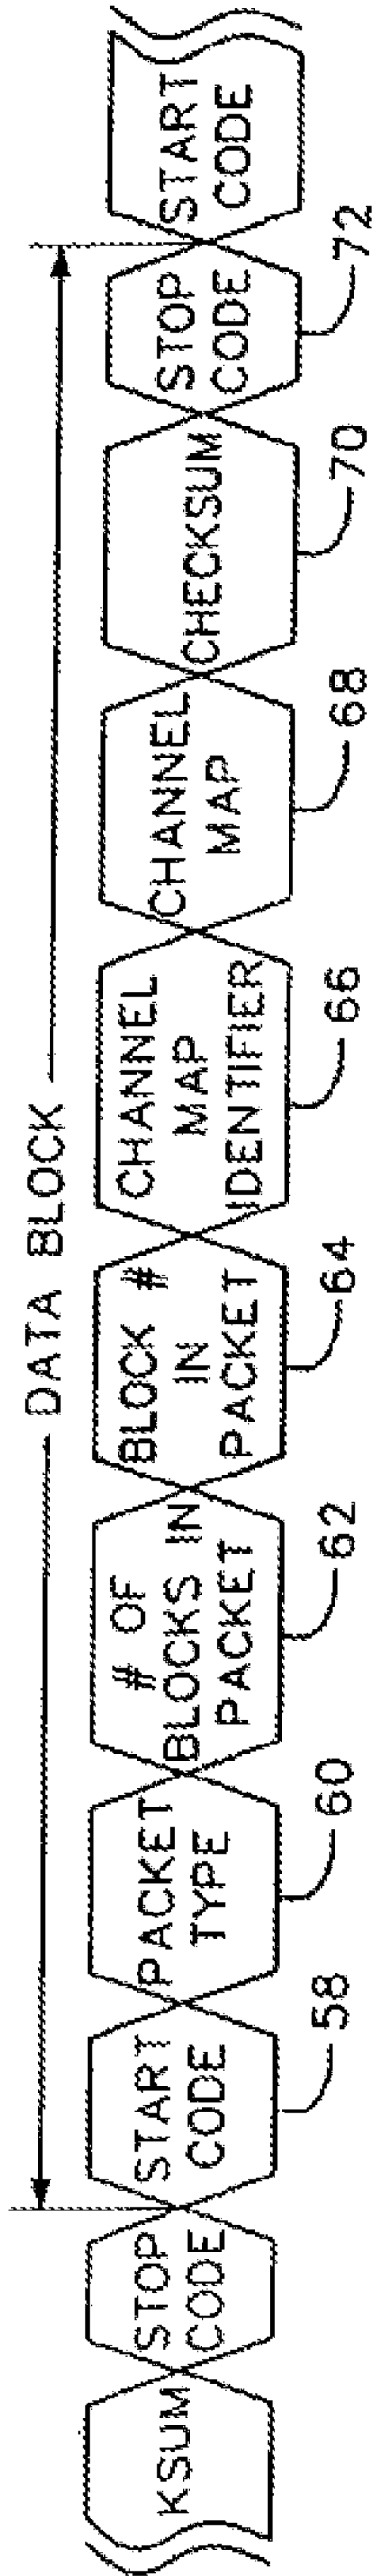 DATA BLOCK
KSUM
STOP
CODE
START
CODE
PACKET
TYPE
# OF
BLOCKS IN
PACKET
BLOCK #
IN
PACKET
CHANNEL
MAP
IDENTIFIER
CHANNEL
MAP
CHECKSUM
STOP
CODE
START
CODE
58
60
62
64
66
68
70
72